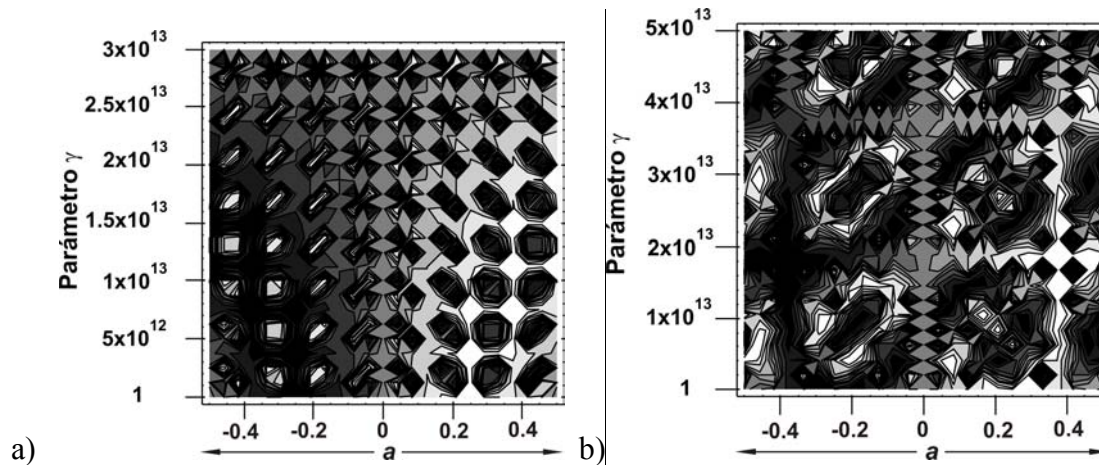 3x10^13
2.5x10^13
2x10^13
1.5x10^13
1x10^13
5x10^12
1
Parámetro γ
-0.4 -0.2 0 0.2 0.4
a
a)
5x10^13
4x10^13
3x10^13
2x10^13
1x10^13
1
Parámetro γ
-0.4 -0.2 0 0.2 0.4
a
b)